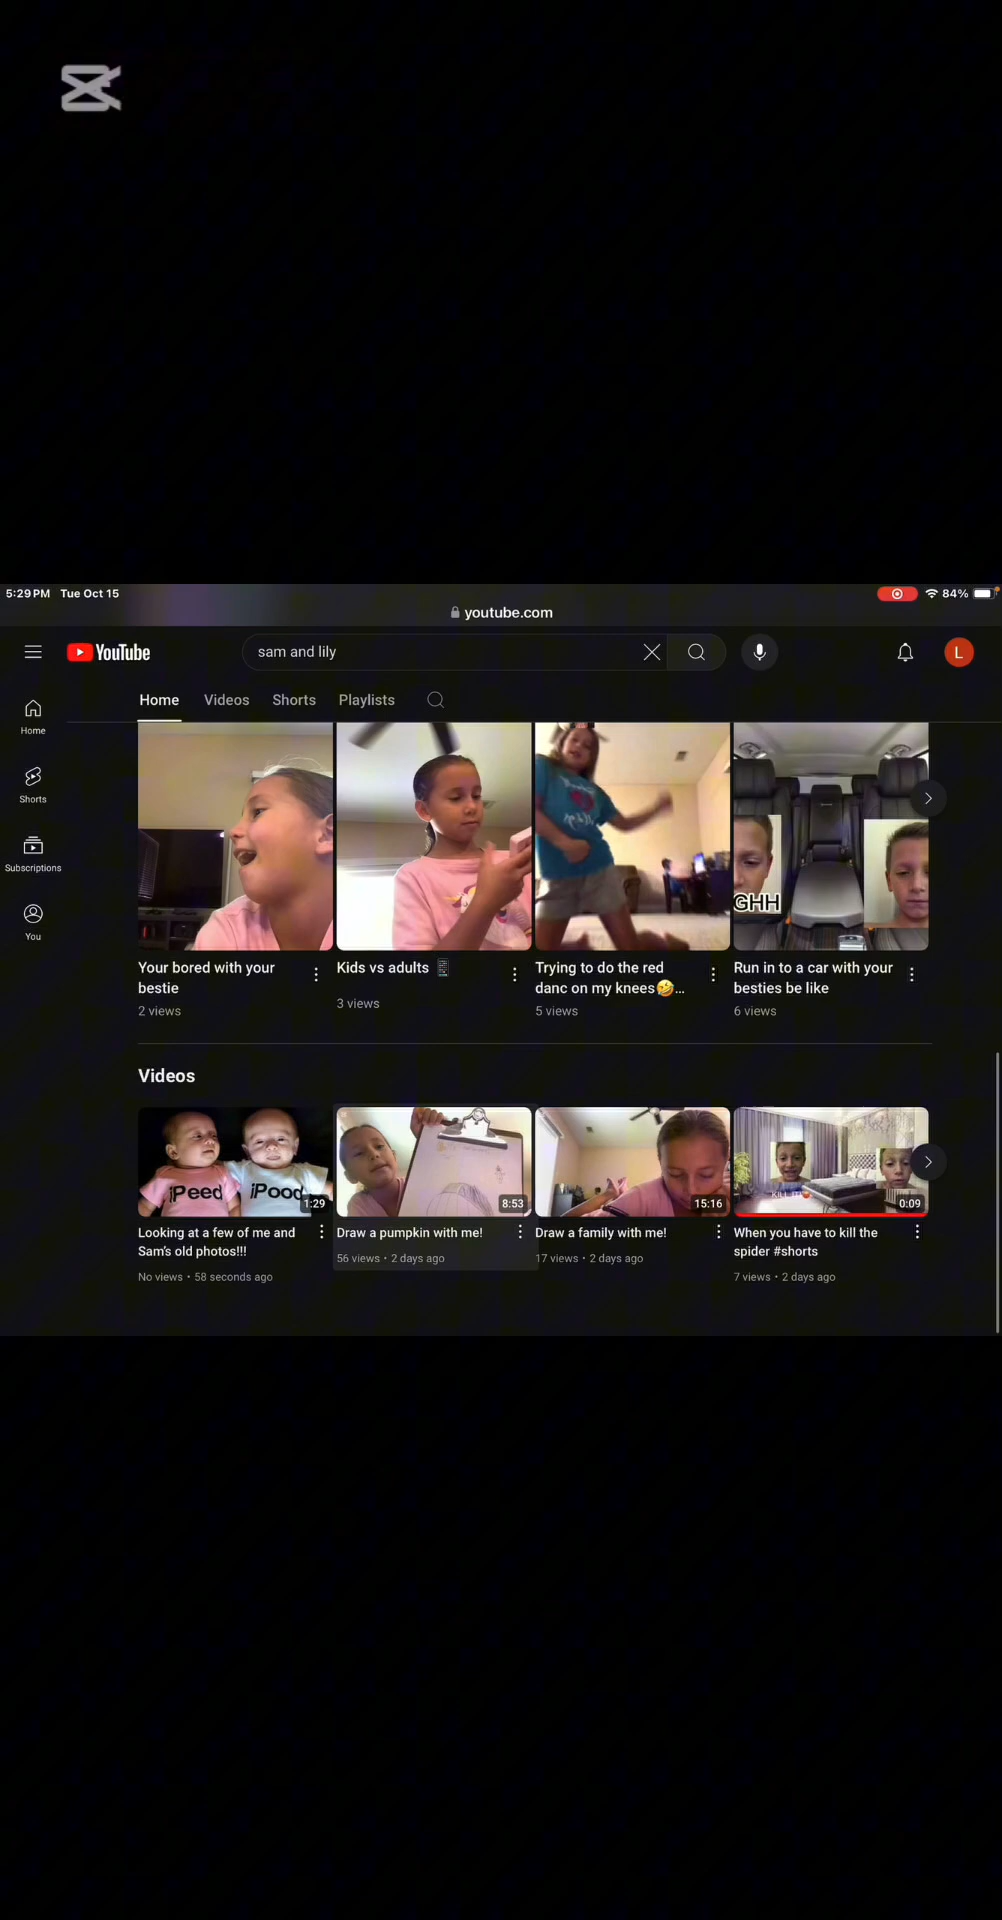 5:29 PM Tue Oct 15
84%
youtube.com
YouTube
sam and lily
L
Home Videos Shorts Playlists
Home
Shorts
Subscriptions
You
GHH
Your bored with your
bestie
2 views
Kids vs adults 📱
3 views
Trying to do the red
danc on my knees🤣...
5 views
Run in to a car with your
besties be like
6 views
Videos
iPeed
iPood
1:29
8:53
15:16
KILL IT!
0:09
Looking at a few of me and
Sam's old photos!!!
No views • 58 seconds ago
Draw a pumpkin with me!
56 views • 2 days ago
Draw a family with me!
17 views • 2 days ago
When you have to kill the
spider #shorts
7 views • 2 days ago